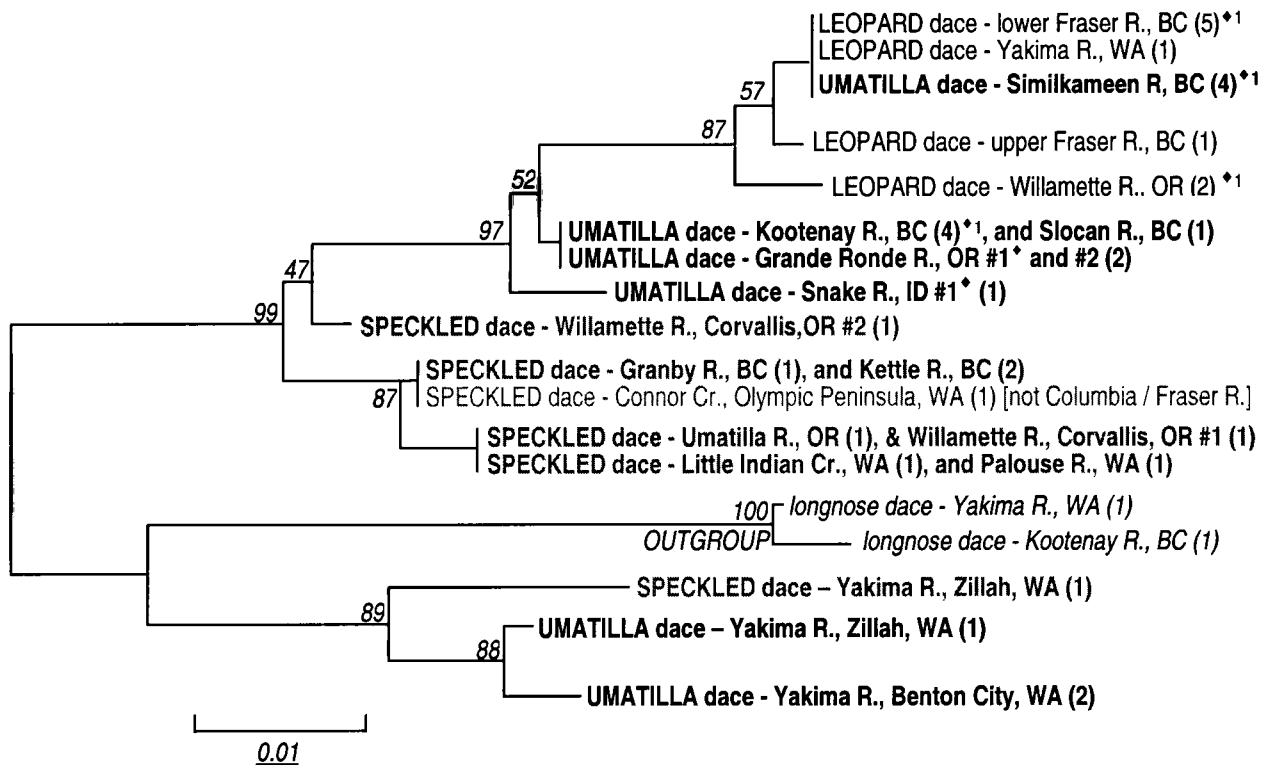 LEOPARD dace - lower Fraser R., BC (5)♦1
LEOPARD dace - Yakima R., WA (1)
UMATILLA dace - Similkameen R, BC (4)♦1
57
87
LEOPARD dace - upper Fraser R., BC (1)
52
LEOPARD dace - Willamette R.. OR (2) ♦1
97
UMATILLA dace - Kootenay R., BC (4)♦1, and Slocan R., BC (1)
UMATILLA dace - Grande Ronde R., OR #1♦ and #2 (2)
47
UMATILLA dace - Snake R., ID #1♦ (1)
99
SPECKLED dace - Willamette R., Corvallis,OR #2 (1)
SPECKLED dace - Granby R., BC (1), and Kettle R., BC (2)
87
SPECKLED dace - Connor Cr., Olympic Peninsula, WA (1) [not Columbia / Fraser R.]
SPECKLED dace - Umatilla R., OR (1), & Willamette R., Corvallis, OR #1 (1)
SPECKLED dace - Little Indian Cr., WA (1), and Palouse R., WA (1)
100
longnose dace - Yakima R., WA (1)
OUTGROUP
longnose dace - Kootenay R., BC (1)
SPECKLED dace – Yakima R., Zillah, WA (1)
89
UMATILLA dace – Yakima R., Zillah, WA (1)
88
UMATILLA dace - Yakima R., Benton City, WA (2)
0.01